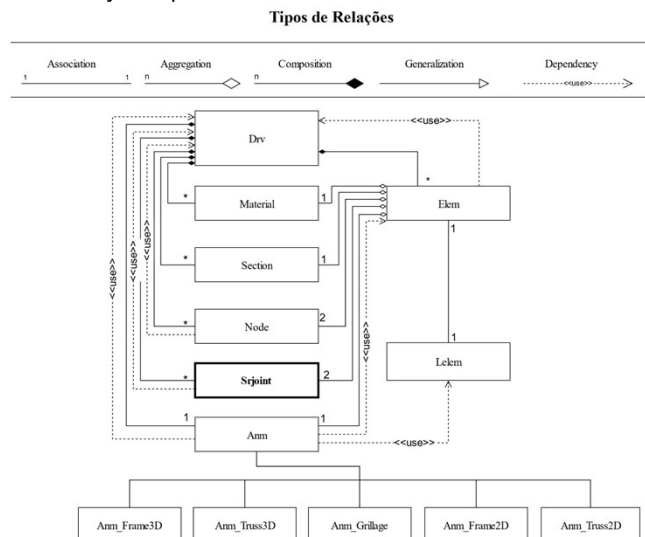 Tipos de Relações
Association Aggregation Composition Generalization Dependency
1 1 n n <<use>>
Drv
<<use>>
* Material 1 * Elem
<<use>> <<use>> <<use>>
* Section 1 1
* Node 2
<<use>>
* Srjoint 2 1
Lelem
1 Anm 1
<<use>>
Anm_Frame3D Anm_Truss3D Anm_Grillage Anm_Frame2D Anm_Truss2D